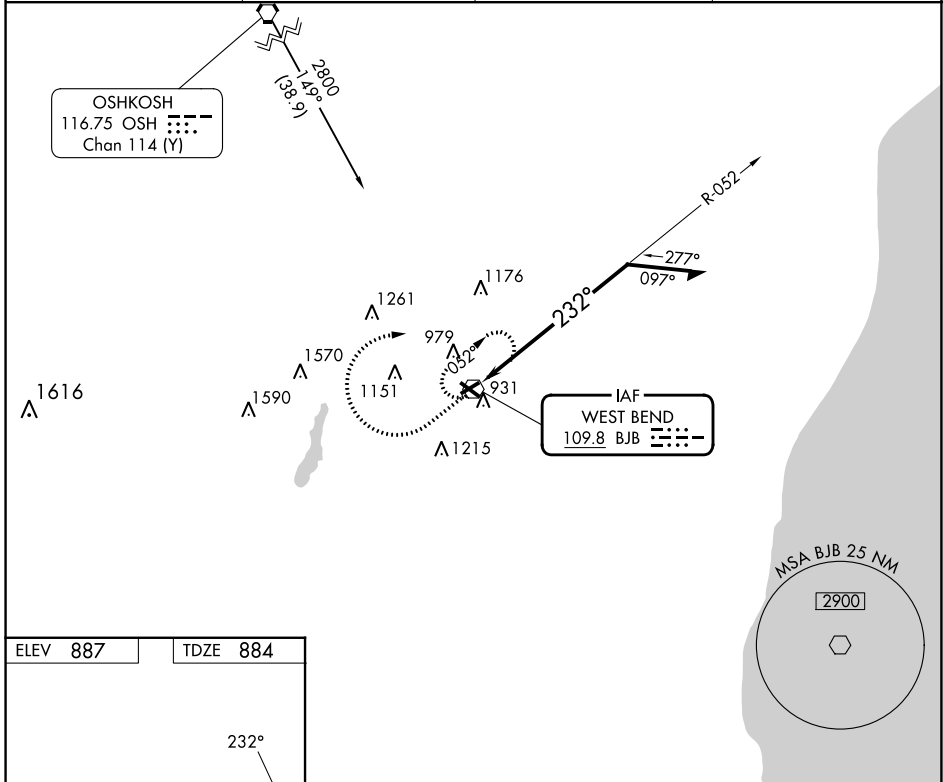 2800
149°
(38.9)
OSHKOSH
116.75 OSH
Chan 114 (Y)
R-052
277°
097°
232°
1176
1261
979
052°
1570
1151
931
1616
1590
IAF
WEST BEND
109.8 BJB
1215
MSA BJB 25 NM
2900
ELEV 887
TDZE 884
232°